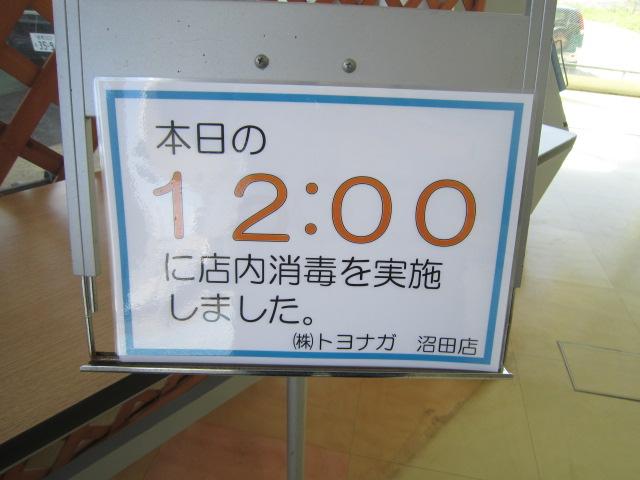 本日の
12:00
に店内消毒を実施
しました。
㈱トヨナガ 沼田店